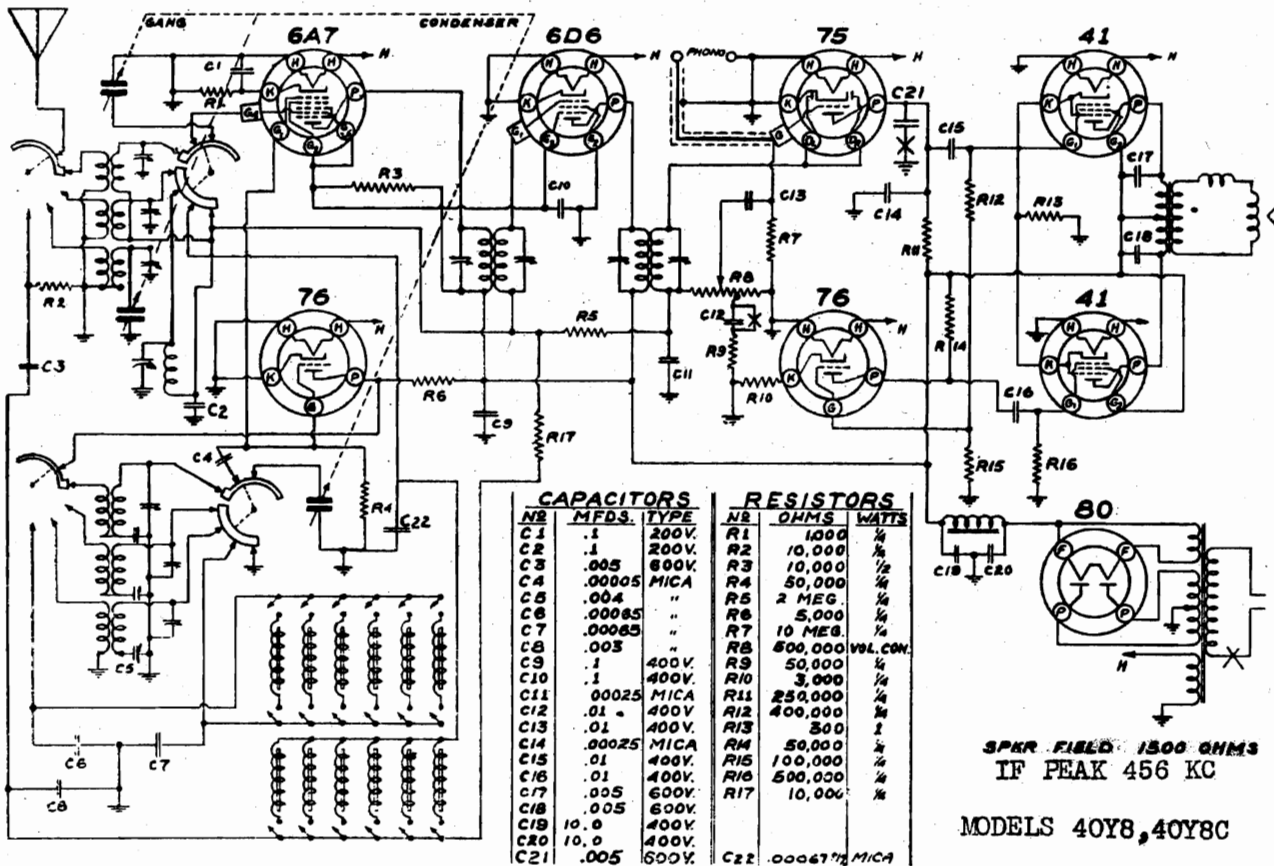 GANG CONDENSER
6A7
6D6
75
41
PHONO
H
H
H
H
C1
R1
C21
C15
C17
R3
C10
C13
C14
R12
R13
R7
R11
C18
R2
R8
76
R5
C12
76
41
R9
R14
C3
C11
R6
R10
C16
C2
C9
R17
C4
R15
R16
R4
C22
80
C19
C20
C5
C6
C7
C8
H
CAPACITORS
Nº MFDS. TYPE
C1 .1 200V.
C2 .1 200V.
C3 .005 600V.
C4 .00005 MICA
C5 .004 "
C6 .00065 "
C7 .00065 "
C8 .003 "
C9 .1 400V.
C10 .1 400V.
C11 .00025 MICA
C12 .01 400V
C13 .01 400V.
C14 .00025 MICA
C15 .01 400V.
C16 .01 400V.
C17 .005 600V.
C18 .005 600V.
C19 10.0 400V.
C20 10.0 400V.
C21 .005 600V.
RESISTORS
Nº OHMS WATTS
R1 1000 ¼
R2 10,000 ¼
R3 10,000 ½
R4 50,000 ¼
R5 2 MEG. ¼
R6 5,000 ¼
R7 10 MEG. ¼
R8 500,000 VOL.CON.
R9 50,000 ¼
R10 3,000 ¼
R11 250,000 ¼
R12 400,000
R13 300
R14 50,000 ¼
R15 100,000 ¼
R16 500,000 ¼
R17 10,000 ¼
C22 MICA
SPKR FIELD 1500 OHMS
IF PEAK 456 KC
MODELS 40Y8,40Y8C